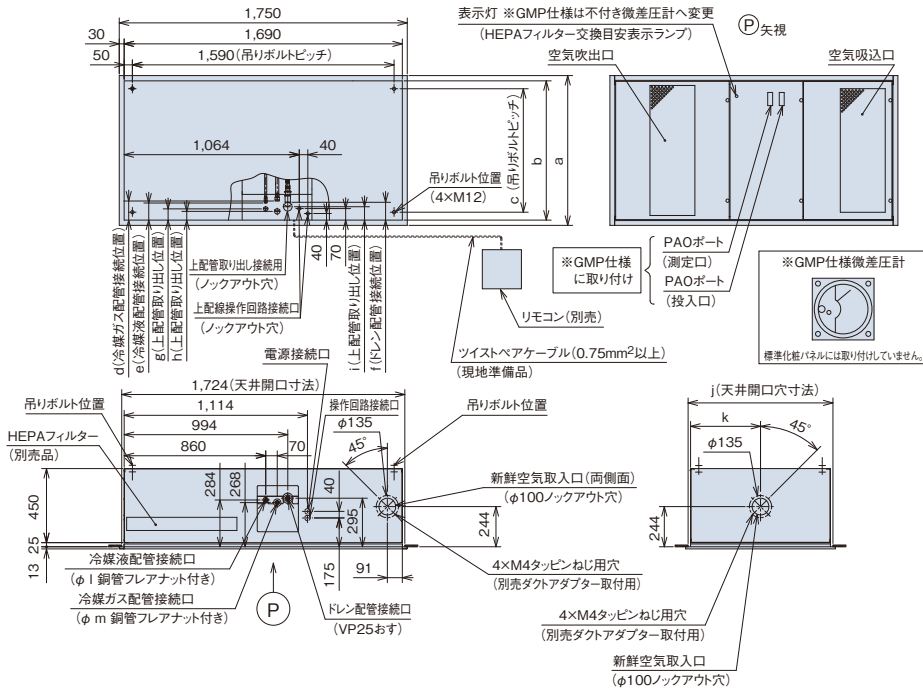 1,750
30
1,690
50
1,590(吊りボルトピッチ)
1,064
40
c(吊りボルトピッチ)
b
a
吊りボルト位置
(4×M12)
40
70
d(冷媒ガス配管接続位置)
e(冷媒液配管接続位置)
g(上配管取り出し位置)
h(上配管取り出し位置)
上配管取り出し接続用
(ノックアウト穴)
上配線操作回路接続口
(ノックアウト穴)
i(上配管取り出し位置)
f(ドレン配管接続位置)
リモコン(別売)
ツイストペアケーブル(0.75mm²以上)
(現地準備品)
表示灯 ※GMP仕様は不付き微差圧計へ変更
(HEPAフィルター交換目安表示ランプ)
P矢視
空気吹出口
空気吸込口
※GMP仕様
に取り付け
PAOポート
(測定口)
PAOポート
(投入口)
※GMP仕様微差圧計
標準化粧パネルには取り付けしていません。
電源接続口
1,724(天井開口寸法)
吊りボルト位置
1,114
操作回路接続口
吊りボルト位置
994
φ135
HEPAフィルター
(別売品)
860
70
45°
284
268
40
295
175
91
244
450
25
13
新鮮空気取入口(両側面)
(φ100ノックアウト穴)
4×M4タッピンねじ用穴
(別売ダクトアダプター取付用)
冷媒液配管接続口
(φ l 銅管フレアナット付き)
冷媒ガス配管接続口
(φ m 銅管フレアナット付き)
P
ドレン配管接続口
(VP25おす)
j(天井開口穴寸法)
k
φ135
45°
244
4×M4タッピンねじ用穴
(別売ダクトアダプター取付用)
新鮮空気取入口
(φ100ノックアウト穴)